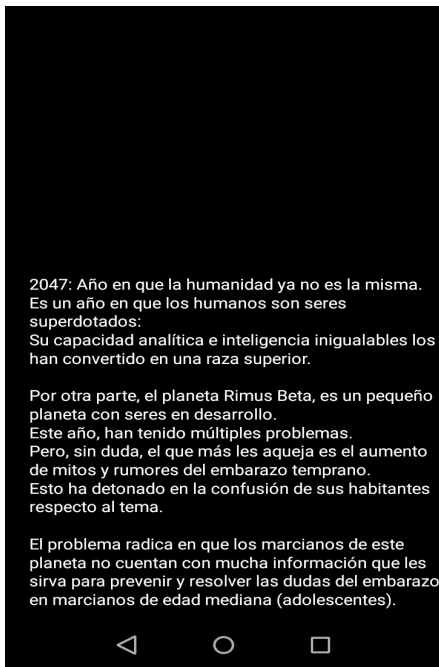 2047: Año en que la humanidad ya no es la misma.
Es un año en que los humanos son seres
superdotados:
Su capacidad analítica e inteligencia inigualables los
han convertido en una raza superior.
Por otra parte, el planeta Rimus Beta, es un pequeño
planeta con seres en desarrollo.
Este año, han tenido múltiples problemas.
Pero, sin duda, el que más les aqueja es el aumento
de mitos y rumores del embarazo temprano.
Esto ha detonado en la confusión de sus habitantes
respecto al tema.
El problema radica en que los marcianos de este
planeta no cuentan con mucha información que les
sirva para prevenir y resolver las dudas del embarazo
en marcianos de edad mediana (adolescentes).